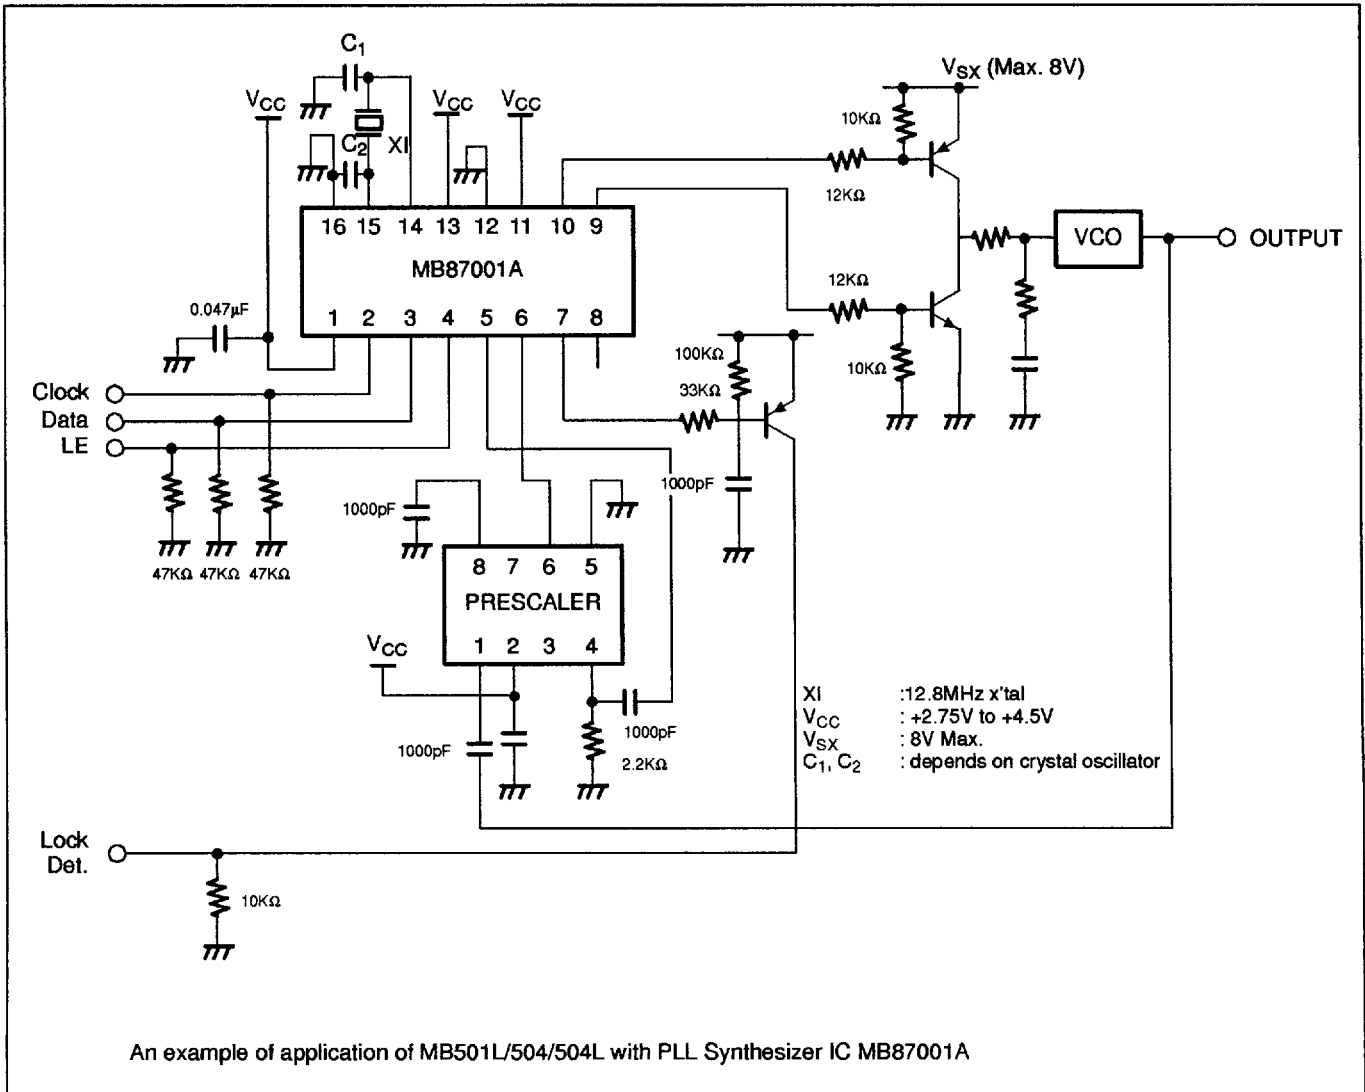 C1
VSX (Max. 8V)
VCC
VCC
VCC
10KΩ
C2
XI
12KΩ
16 15 14 13 12 11 10 9
MB87001A
1 2 3 4 5 6 7 8
VCO
OUTPUT
12KΩ
0.047μF
100KΩ
10KΩ
33KΩ
Clock
Data
LE
1000pF
1000pF
47KΩ 47KΩ 47KΩ
8 7 6 5
PRESCALER
1 2 3 4
VCC
1000pF
1000pF
2.2KΩ
XI :12.8MHz x'tal
VCC : +2.75V to +4.5V
VSX : 8V Max.
C1, C2 : depends on crystal oscillator
Lock
Det.
10KΩ
An example of application of MB501L/504/504L with PLL Synthesizer IC MB87001A